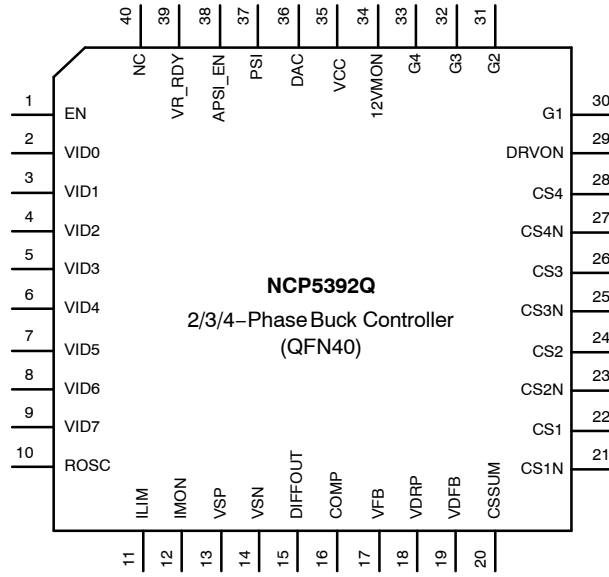 40 39 38 37 36 35 34 33 32 31
NC VR_RDY APSI_EN PSI DAC VCC 12VMON G4 G3 G2
1 EN
2 VID0
3 VID1
4 VID2
5 VID3
6 VID4
7 VID5
8 VID6
9 VID7
10 ROSC
G1 30
DRVON 29
CS4 28
CS4N 27
CS3 26
CS3N 25
CS2 24
CS2N 23
CS1 22
CS1N 21
NCP5392Q
2/3/4−Phase Buck Controller
(QFN40)
ILIM IMON VSP VSN DIFFOUT COMP VFB VDRP VDFB CSSUM
11 12 13 14 15 16 17 18 19 20